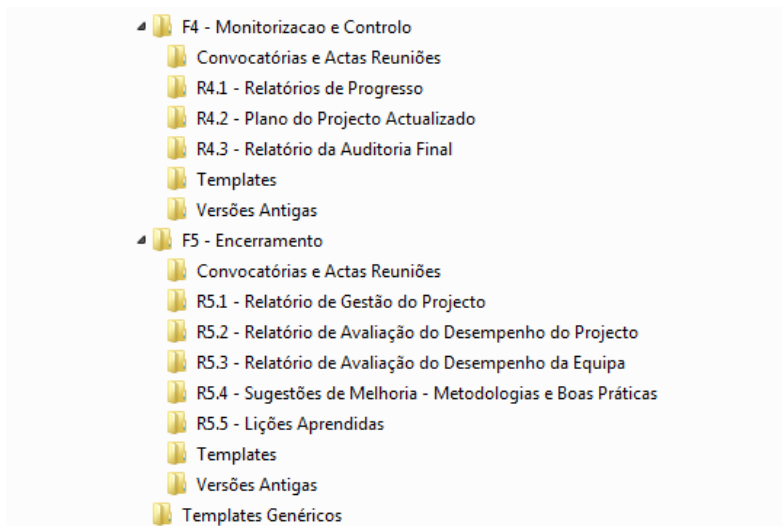 F4 - Monitorizacao e Controlo
Convocatórias e Actas Reuniões
R4.1 - Relatórios de Progresso
R4.2 - Plano do Projecto Actualizado
R4.3 - Relatório da Auditoria Final
Templates
Versões Antigas
F5 - Encerramento
Convocatórias e Actas Reuniões
R5.1 - Relatório de Gestão do Projecto
R5.2 - Relatório de Avaliação do Desempenho do Projecto
R5.3 - Relatório de Avaliação do Desempenho da Equipa
R5.4 - Sugestões de Melhoria - Metodologias e Boas Práticas
R5.5 - Lições Aprendidas
Templates
Versões Antigas
Templates Genéricos